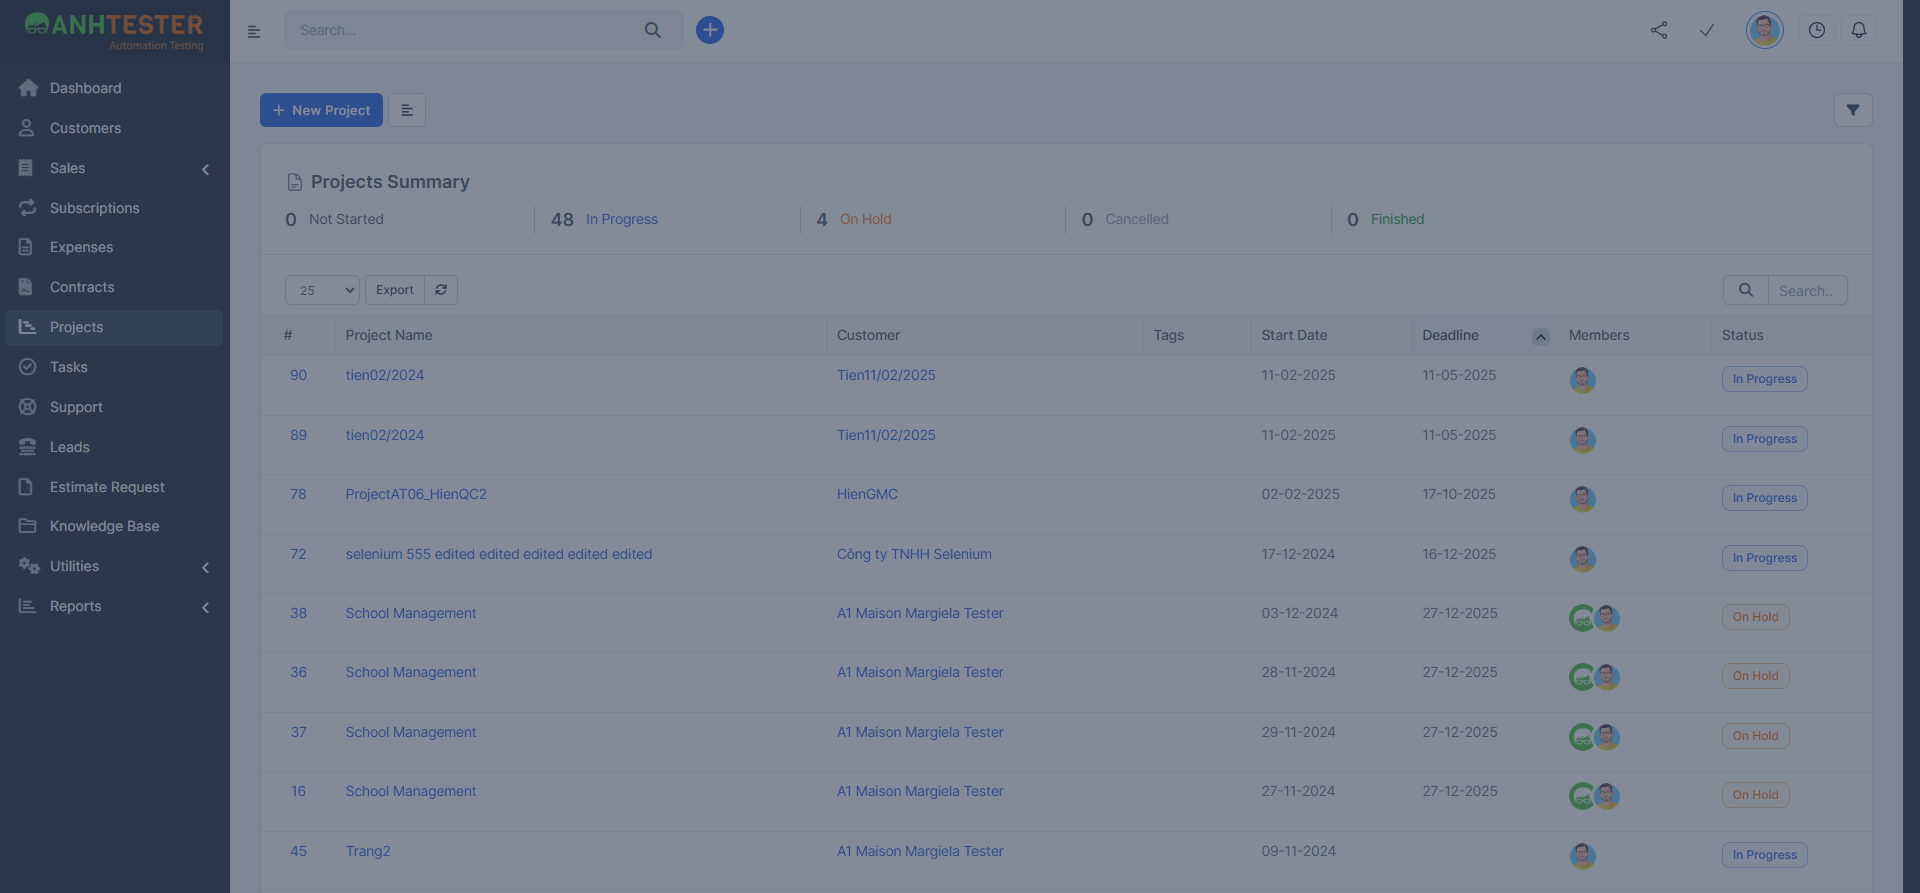 ANHTESTER
Automation Testing
Search...
Dashboard
Customers
Sales
Subscriptions
Expenses
Contracts
Projects
Tasks
Support
Leads
Estimate Request
Knowledge Base
Utilities
Reports
New Project
Projects Summary
0 Not Started 48 In Progress 4 On Hold 0 Cancelled 0 Finished
25 Export Search..
# Project Name Customer Tags Start Date Deadline Members Status
90 tien02/2024 Tien11/02/2025 11-02-2025 11-05-2025 In Progress
89 tien02/2024 Tien11/02/2025 11-02-2025 11-05-2025 In Progress
78 ProjectAT06_HienQC2 HienGMC 02-02-2025 17-10-2025 In Progress
72 selenium 555 edited edited edited edited edited Công ty TNHH Selenium 17-12-2024 16-12-2025 In Progress
38 School Management A1 Maison Margiela Tester 03-12-2024 27-12-2025 On Hold
36 School Management A1 Maison Margiela Tester 28-11-2024 27-12-2025 On Hold
37 School Management A1 Maison Margiela Tester 29-11-2024 27-12-2025 On Hold
16 School Management A1 Maison Margiela Tester 27-11-2024 27-12-2025 On Hold
45 Trang2 A1 Maison Margiela Tester 09-11-2024 In Progress